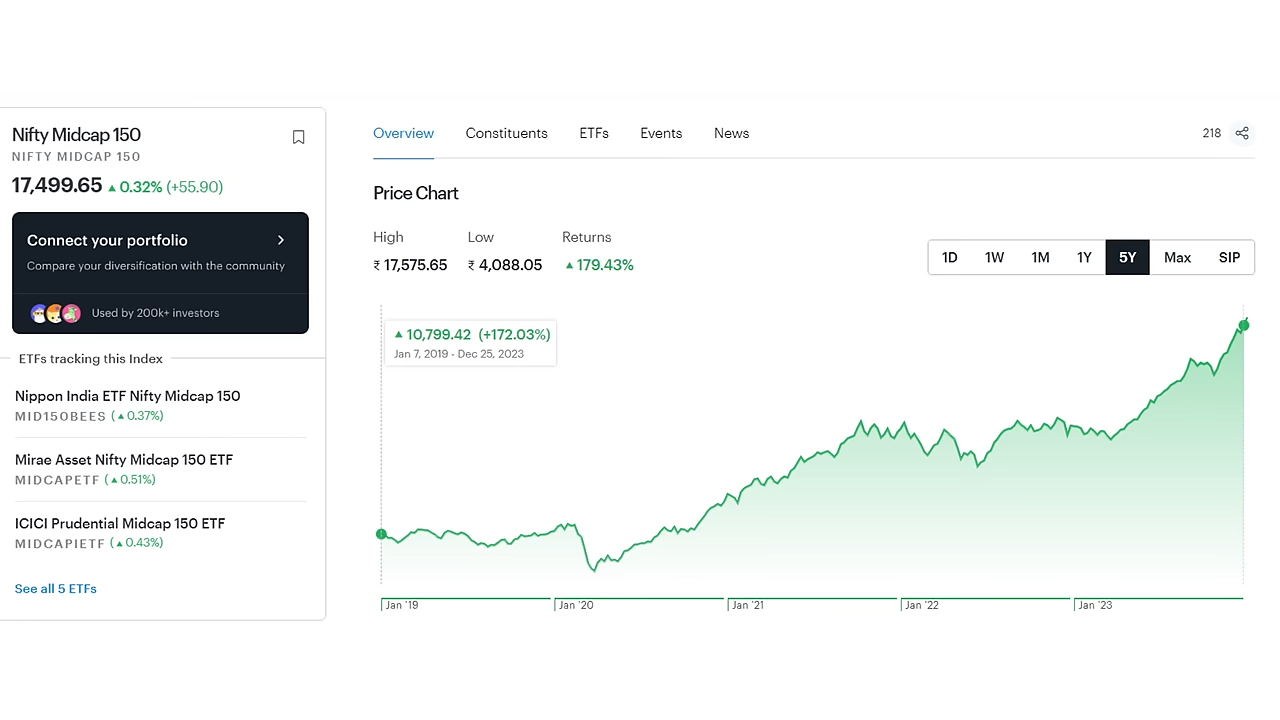 Nifty Midcap 150
NIFTY MIDCAP 150
17,499.65 ▲ 0.32% (+55.90)
Connect your portfolio
Compare your diversification with the community
Used by 200k+ investors
ETFs tracking this Index
Nippon India ETF Nifty Midcap 150
MID150BEES (▲0.37%)
Mirae Asset Nifty Midcap 150 ETF
MIDCAPETF (▲0.51%)
ICICI Prudential Midcap 150 ETF
MIDCAPIETF (▲0.43%)
See all 5 ETFs
Overview Constituents ETFs Events News 218
Price Chart
High Low Returns
₹ 17,575.65 ₹ 4,088.05 ▲179.43%
1D 1W 1M 1Y 5Y Max SIP
▲ 10,799.42 (+172.03%)
Jan 7, 2019 - Dec 25, 2023
Jan '19 Jan '20 Jan '21 Jan '22 Jan '23